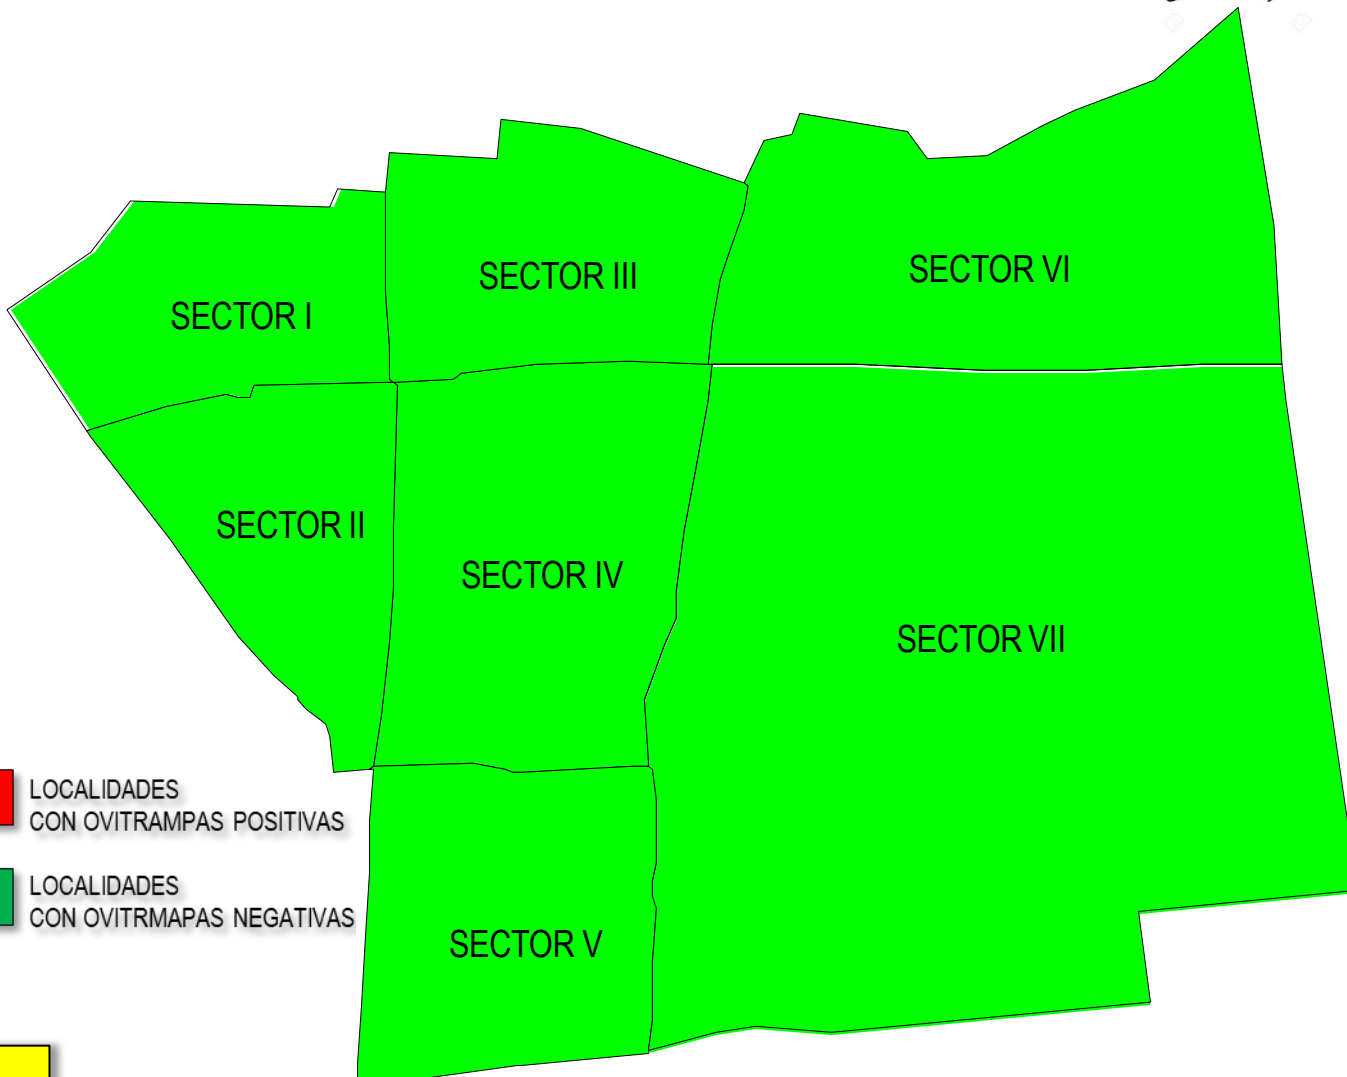 SECTOR VI
SECTOR III
SECTOR I
SECTOR II
SECTOR IV
SECTOR VII
LOCALIDADES
CON OVITRAMPAS POSITIVAS
LOCALIDADES
CON OVITRMAPAS NEGATIVAS
SECTOR V